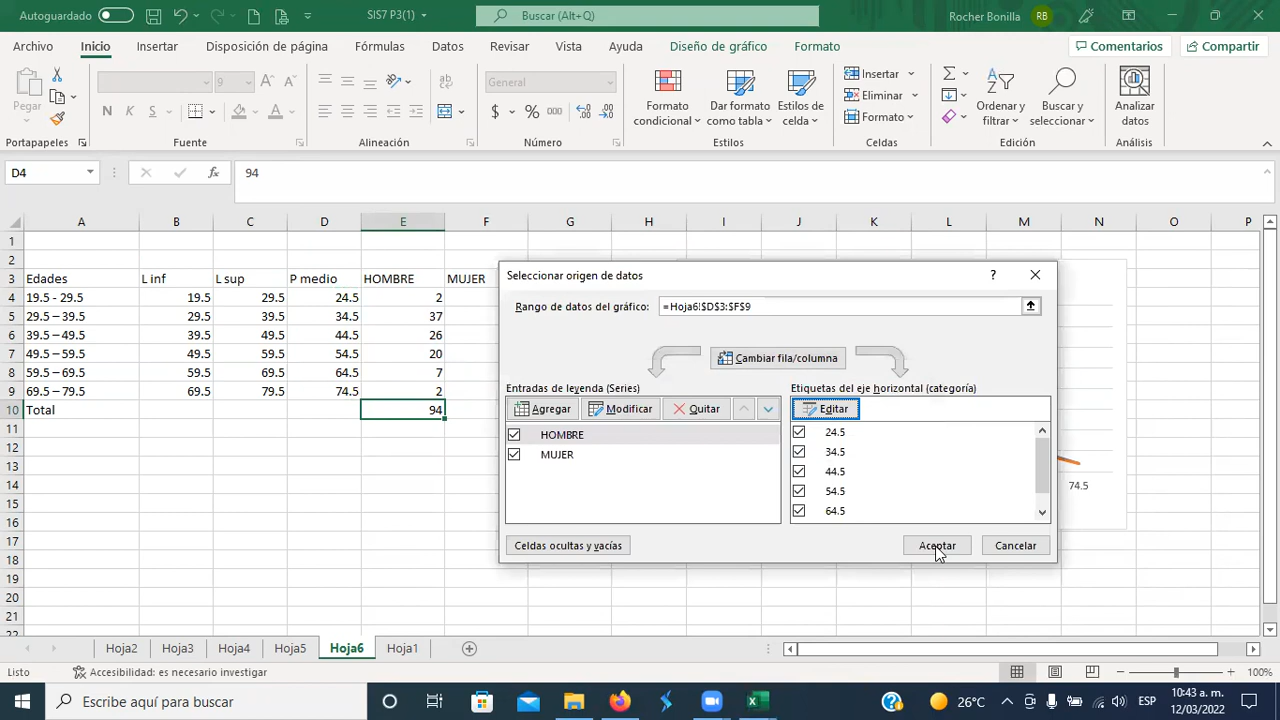 Autoguardado
SIS7 P3(1)
Buscar (Alt+Q)
Rocher Bonilla
RB
Archivo Inicio Insertar Disposición de página Fórmulas Datos Revisar Vista Ayuda Diseño de gráfico Formato
Comentarios
Compartir
Pegar
N K S
9
General
$ % 000
Formato condicional
Dar formato como tabla
Estilos de celda
Insertar
Eliminar
Formato
Ordenar y filtrar
Buscar y seleccionar
Analizar datos
Portapapeles Fuente Alineación Número Estilos Celdas Edición Análisis
D4 fx 94
A B C D E F G H I J K L M N O P
1
2
3 Edades L inf L sup P medio HOMBRE MUJER
4 19.5 - 29.5 19.5 29.5 24.5 2
5 29.5 – 39.5 29.5 39.5 34.5 37
6 39.5 – 49.5 39.5 49.5 44.5 26
7 49.5 – 59.5 49.5 59.5 54.5 20
8 59.5 – 69.5 59.5 69.5 64.5 7
9 69.5 – 79.5 69.5 79.5 74.5 2
10 Total 94
11
12
13
14
15
16
17
18
19
20
21
22
Seleccionar origen de datos
?
Rango de datos del gráfico: =Hoja6!$D$3:$F$9
Cambiar fila/columna
Entradas de leyenda (Series)
Agregar Modificar Quitar
HOMBRE
MUJER
Etiquetas del eje horizontal (categoría)
Editar
24.5
34.5
44.5
54.5
64.5
Celdas ocultas y vacías
Aceptar
Cancelar
74.5
Hoja2 Hoja3 Hoja4 Hoja5 Hoja6 Hoja1
Listo
Accesibilidad: es necesario investigar
100%
Escribe aquí para buscar
26°C
ESP
10:43 a. m.
12/03/2022